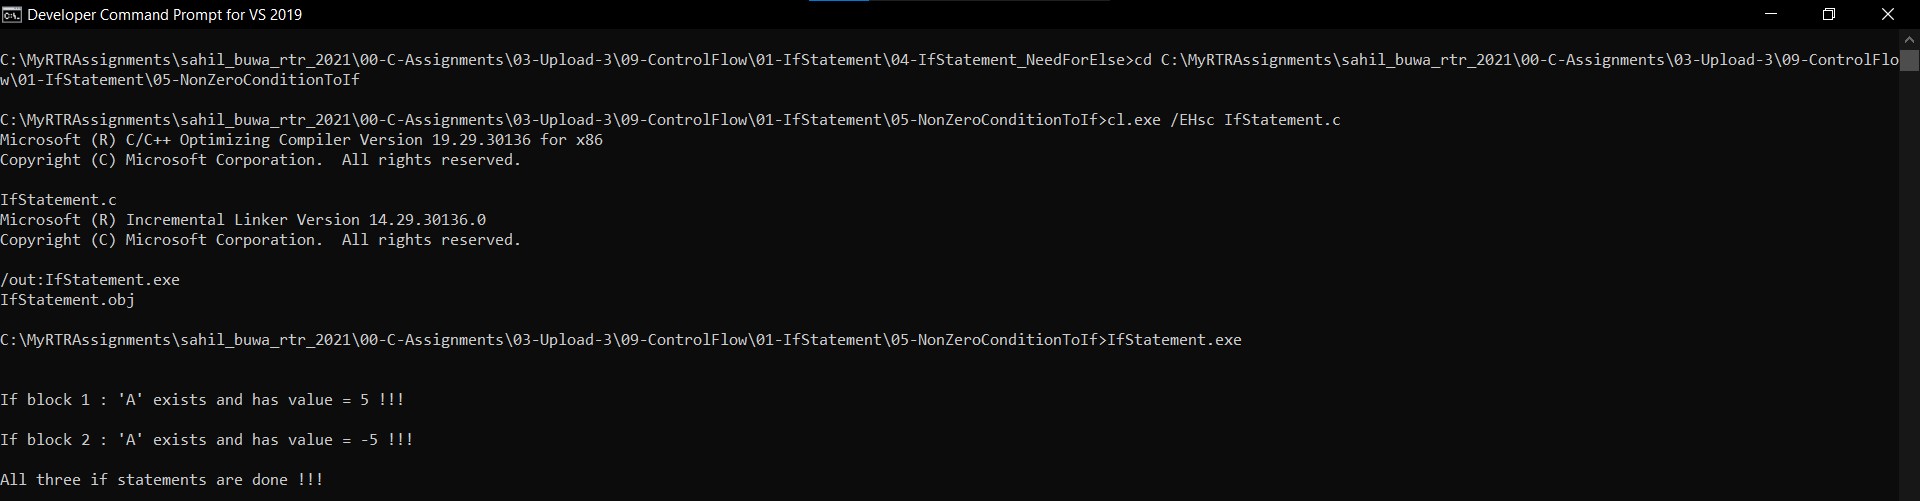 Developer Command Prompt for VS 2019
C:\MyRTRAssignments\sahil_buwa_rtr_2021\00-C-Assignments\03-Upload-3\09-ControlFlow\01-IfStatement\04-IfStatement_NeedForElse>cd C:\MyRTRAssignments\sahil_buwa_rtr_2021\00-C-Assignments\03-Upload-3\09-ControlFlo
w\01-IfStatement\05-NonZeroConditionToIf
C:\MyRTRAssignments\sahil_buwa_rtr_2021\00-C-Assignments\03-Upload-3\09-ControlFlow\01-IfStatement\05-NonZeroConditionToIf>cl.exe /EHsc IfStatement.c
Microsoft (R) C/C++ Optimizing Compiler Version 19.29.30136 for x86
Copyright (C) Microsoft Corporation.  All rights reserved.
IfStatement.c
Microsoft (R) Incremental Linker Version 14.29.30136.0
Copyright (C) Microsoft Corporation.  All rights reserved.
/out:IfStatement.exe
IfStatement.obj
C:\MyRTRAssignments\sahil_buwa_rtr_2021\00-C-Assignments\03-Upload-3\09-ControlFlow\01-IfStatement\05-NonZeroConditionToIf>IfStatement.exe
If block 1 : 'A' exists and has value = 5 !!!
If block 2 : 'A' exists and has value = -5 !!!
All three if statements are done !!!